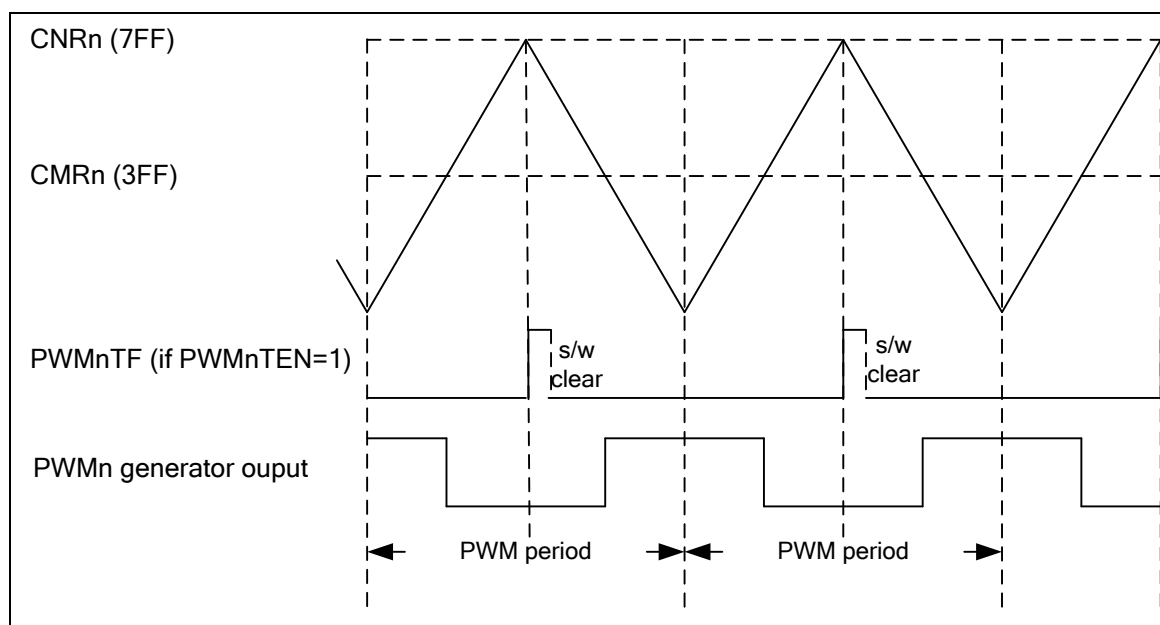 CNRn (7FF)
CMRn (3FF)
PWMnTF (if PWMnTEN=1)
s/w
clear
s/w
clear
PWMn generator ouput
PWM period
PWM period